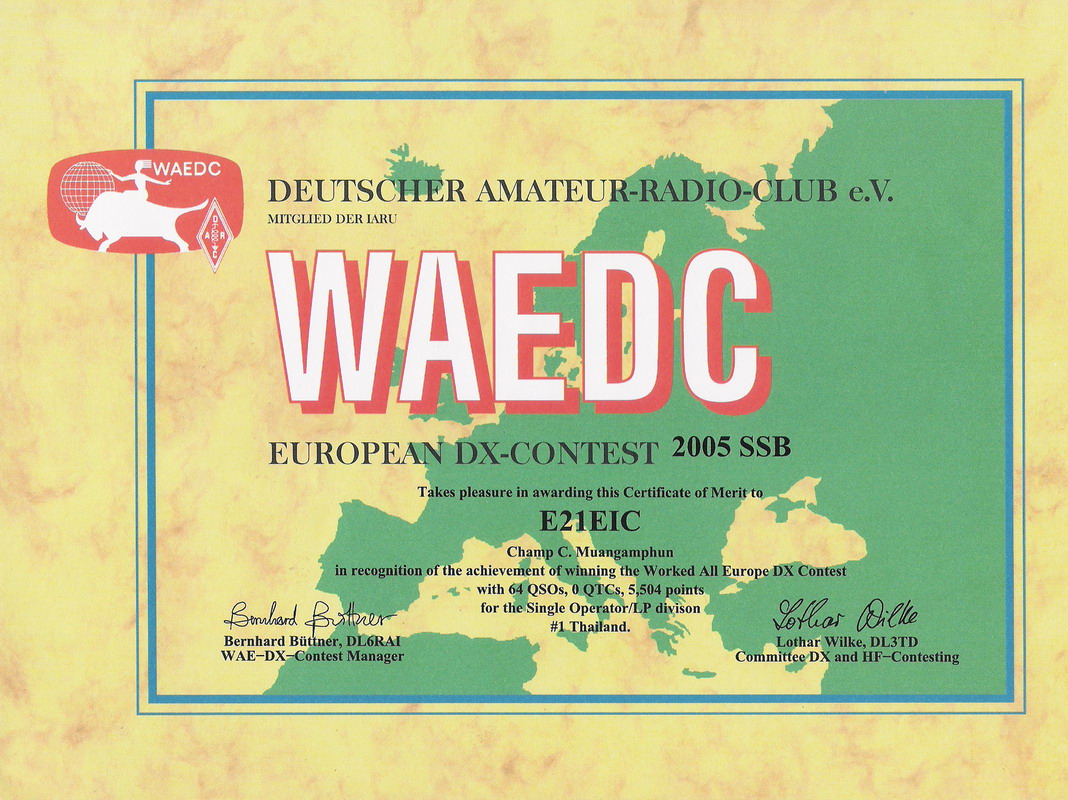 WAEDC
D
A R
C
DEUTSCHER AMATEUR-RADIO-CLUB e.V.
MITGLIED DER IARU
WAEDC
EUROPEAN DX-CONTEST 2005 SSB
Takes pleasure in awarding this Certificate of Merit to
E21EIC
Champ C. Muangamphun
in recognition of the achievement of winning the Worked All Europe DX Contest
with 64 QSOs, 0 QTCs, 5,504 points
for the Single Operator/LP divison
#1 Thailand.
Bernhard Büttner
Bernhard Büttner, DL6RAI
WAE-DX-Contest Manager
Lothar Wilke
Lothar Wilke, DL3TD
Committee DX and HF-Contesting